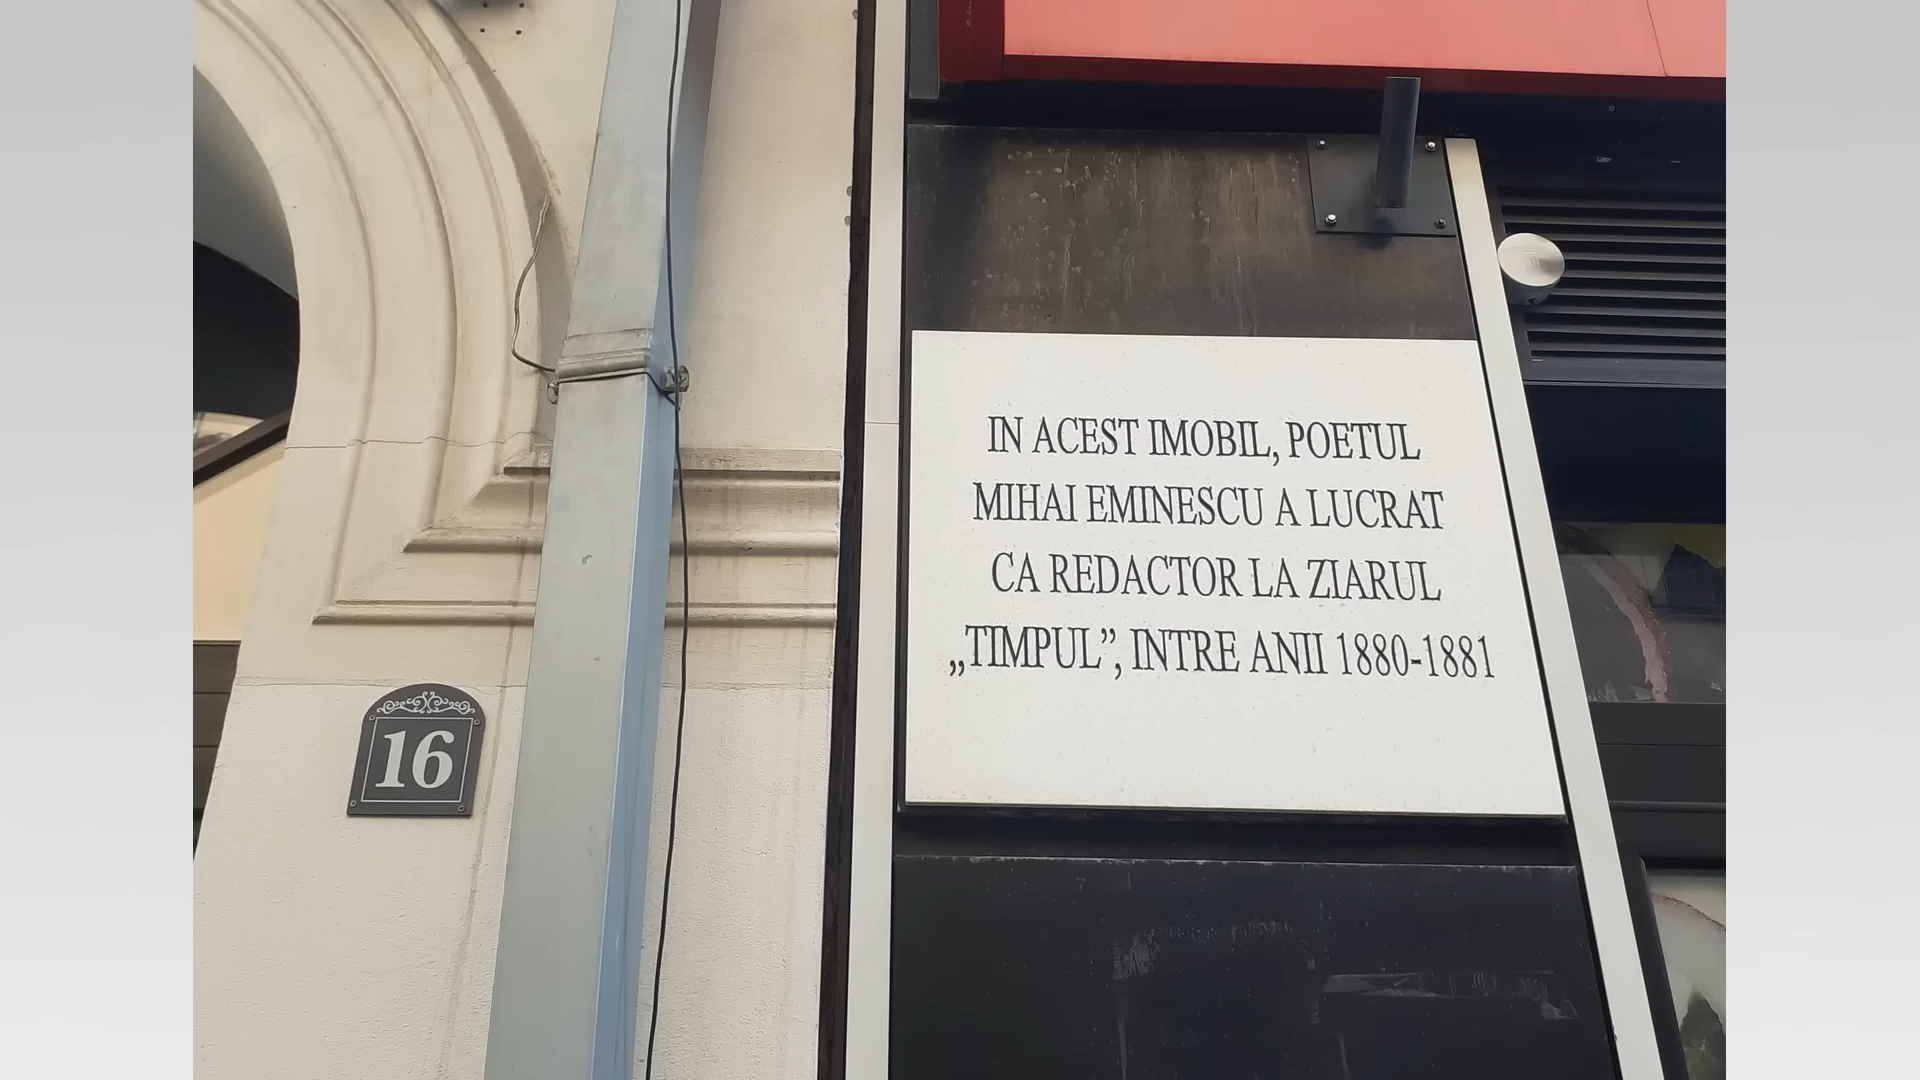 IN ACEST IMOBIL, POETUL
MIHAI EMINESCU A LUCRAT
CA REDACTOR LA ZIARUL
„TIMPUL”, INTRE ANII 1880-1881
16